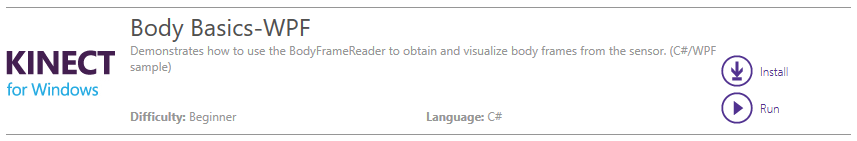 Body Basics-WPF
Demonstrates how to use the BodyFrameReader to obtain and visualize body frames from the sensor. (C#/WPF
sample)
KINECT
for Windows
Install
Run
Difficulty: Beginner
Language: C#